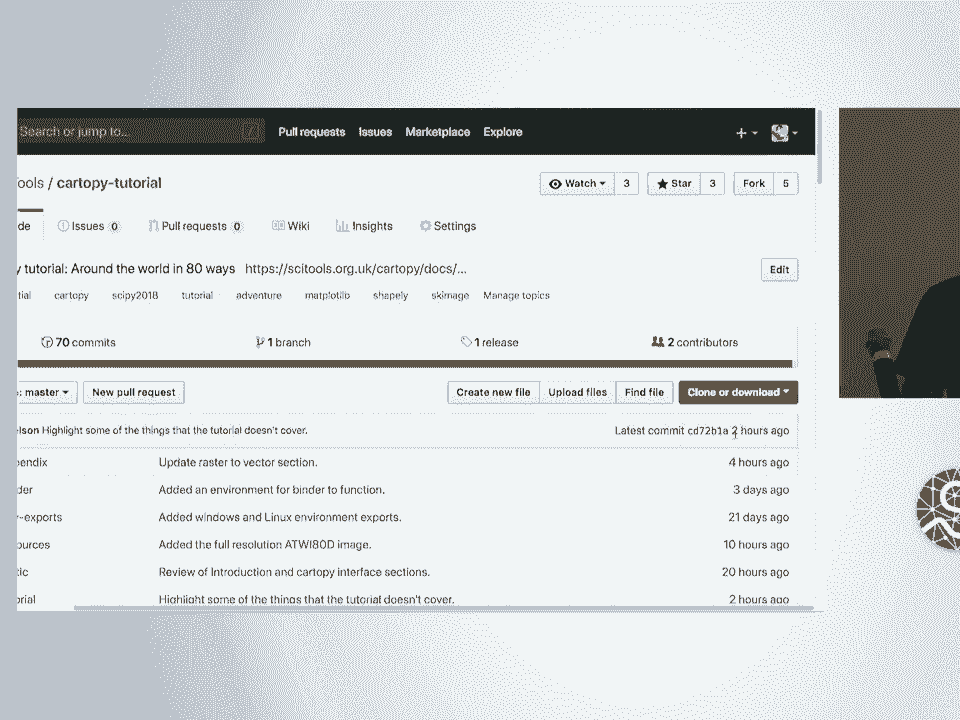 Search or jump to... /
Pull requests Issues Marketplace Explore
ools / cartopy-tutorial
Watch 3 Star 3 Fork 5
de Issues 0 Pull requests 0 Wiki Insights Settings
y tutorial: Around the world in 80 ways https://scitools.org.uk/cartopy/docs/...
Edit
tial cartopy scipy2018 tutorial adventure matplotlib shapely skimage Manage topics
70 commits 1 branch 1 release 2 contributors
: master New pull request Create new file Upload files Find file Clone or download
lson Highlight some of the things that the tutorial doesn't cover. Latest commit cd72b1a 2 hours ago
pendix Update raster to vector section. 4 hours ago
der Added an environment for binder to function. 3 days ago
-exports Added windows and Linux environment exports. 21 days ago
ources Added the full resolution ATWI80D image. 10 hours ago
tic Review of Introduction and cartopy interface sections. 20 hours ago
orial Highlight some of the things that the tutorial doesn't cover. 2 hours ago